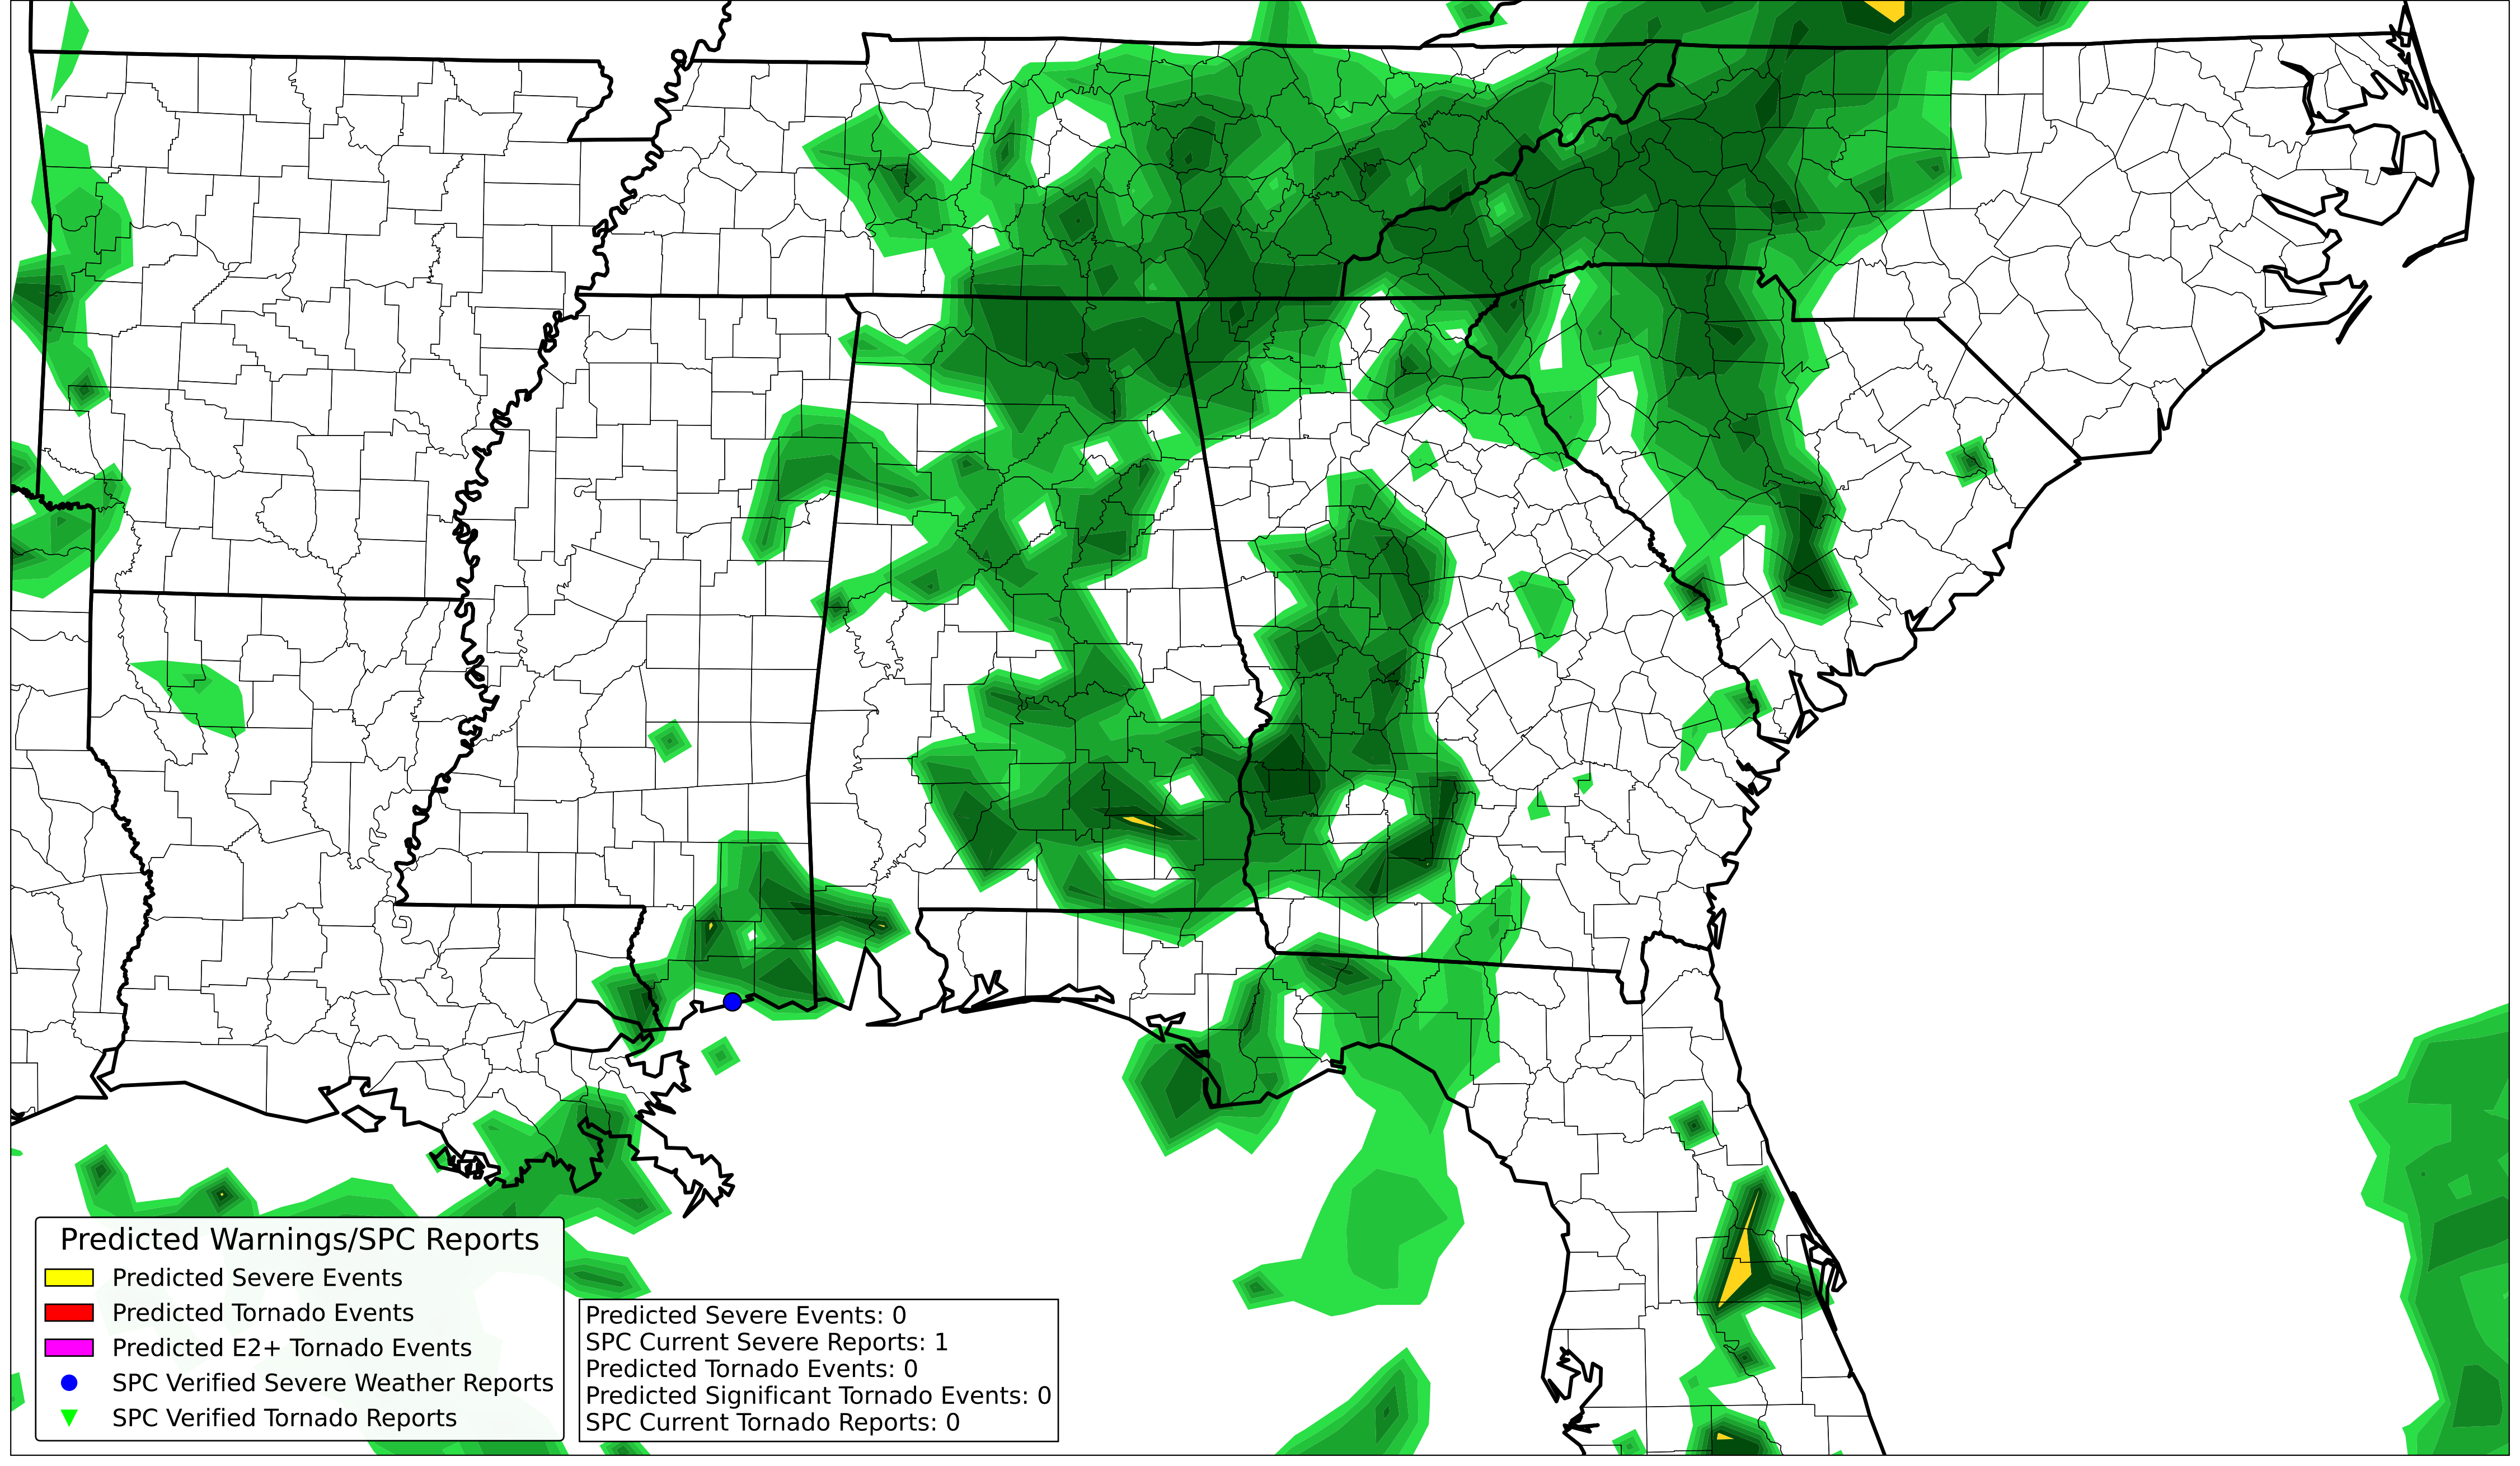 Predicted Warnings/SPC Reports
Predicted Severe Events
Predicted Tornado Events
Predicted E2+ Tornado Events
SPC Verified Severe Weather Reports
SPC Verified Tornado Reports
Predicted Severe Events: 0
SPC Current Severe Reports: 1
Predicted Tornado Events: 0
Predicted Significant Tornado Events: 0
SPC Current Tornado Reports: 0